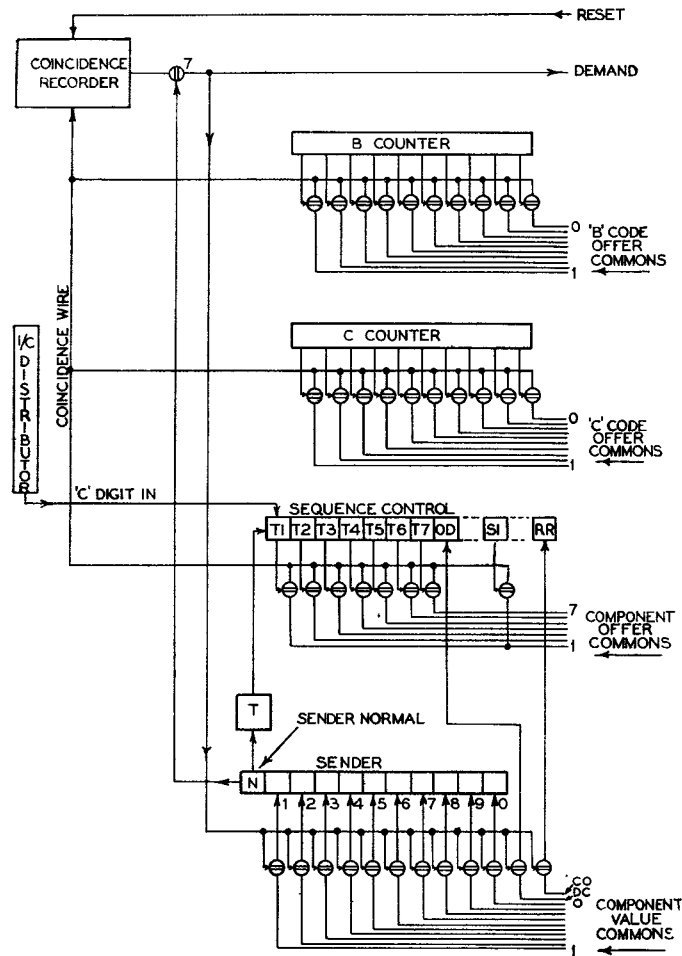 RESET
COINCIDENCE
RECORDER
7
DEMAND
B COUNTER
0 'B' CODE
OFFER
COMMONS
1
COINCIDENCE WIRE
I/C DISTRIBUTOR
C COUNTER
0 'C' CODE
OFFER
COMMONS
1
'C' DIGIT IN
SEQUENCE CONTROL
T1 T2 T3 T4 T5 T6 T7 OD SI RR
7
COMPONENT
OFFER
COMMONS
1
T
SENDER NORMAL
SENDER
N
1 2 3 4 5 6 7 8 9 0
CO
DC
0
COMPONENT
VALUE
COMMONS
1